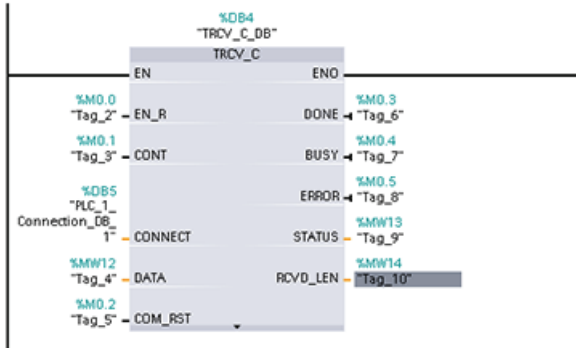 %DB4
"TRCV_C_DB"
TRCV_C
EN ENO
%M0.0 %M0.3
"Tag_2" EN_R DONE "Tag_6"
%M0.1 %M0.4
"Tag_3" CONT BUSY "Tag_7"
%DB5 %M0.5
"PLC_1_ ERROR "Tag_8"
Connection_DB_ %MW13
1" CONNECT STATUS "Tag_9"
%MW12 %MW14
"Tag_4" DATA RCVD_LEN "Tag_10"
%M0.2
"Tag_5" COM_RST